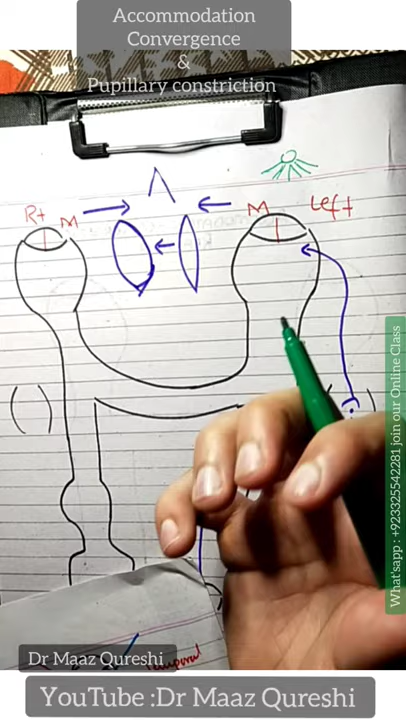 Accommodation
Convergence
&
Pupillary constriction
Rt
M
M
Left
What'sapp : +923325542281 join our Online Class
Temporal
Dr Maaz Qureshi
YouTube :Dr Maaz Qureshi